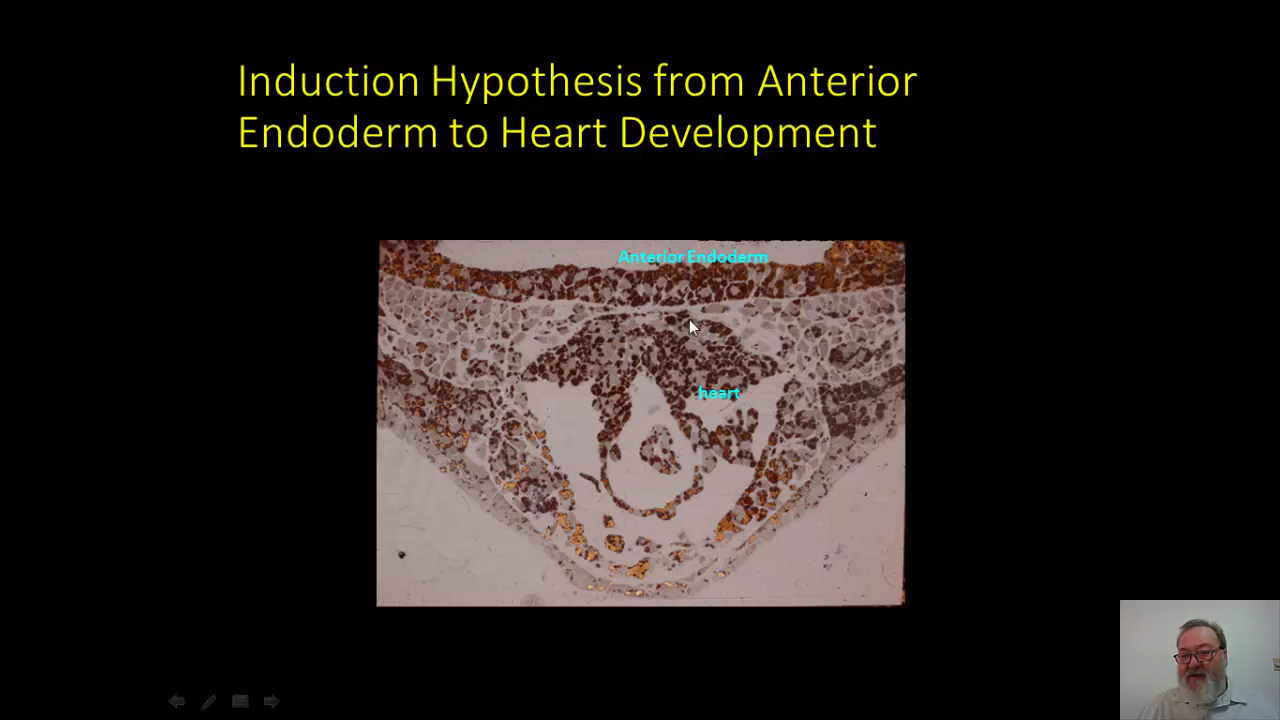 Induction Hypothesis from Anterior
Endoderm to Heart Development
Anterior Endoderm
heart